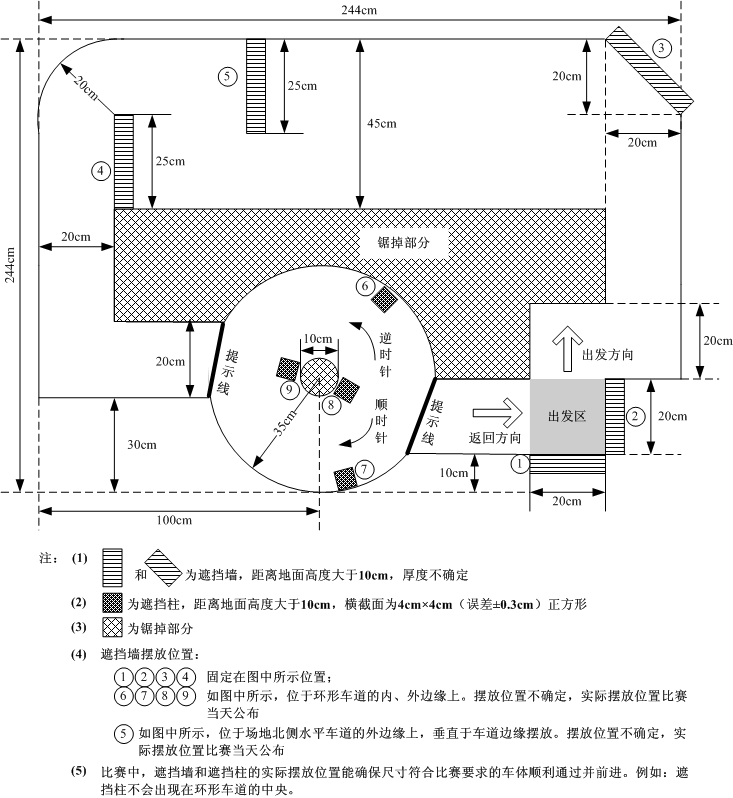 244cm
③
⑤
25cm
20cm
20cm
45cm
25cm
④
20cm
锯掉部分
20cm
244cm
⑥
10cm
逆时针
20cm
提示线
出发方向
20cm
⑨
⑧
顺时针
提示线
出发区
②
20cm
35cm
返回方向
30cm
⑦
10cm
①
20cm
100cm
注： (1) 和 为遮挡墙，距离地面高度大于10cm，厚度不确定
(2) 为遮挡柱，距离地面高度大于10cm，横截面为4cm×4cm（误差±0.3cm）正方形
(3) 为锯掉部分
(4) 遮挡墙摆放位置：
①②③④ 固定在图中所示位置；
⑥⑦⑧⑨ 如图中所示，位于环形车道的内、外边缘上。摆放位置不确定，实际摆放位置比赛
当天公布
⑤ 如图中所示，位于场地北侧水平车道的外边缘上，垂直于车道边缘摆放。摆放位置不确定，实
际摆放位置比赛当天公布
(5) 比赛中，遮挡墙和遮挡柱的实际摆放位置能确保尺寸符合比赛要求的车体顺利通过并前进。例如：遮
挡柱不会出现在环形车道的中央。